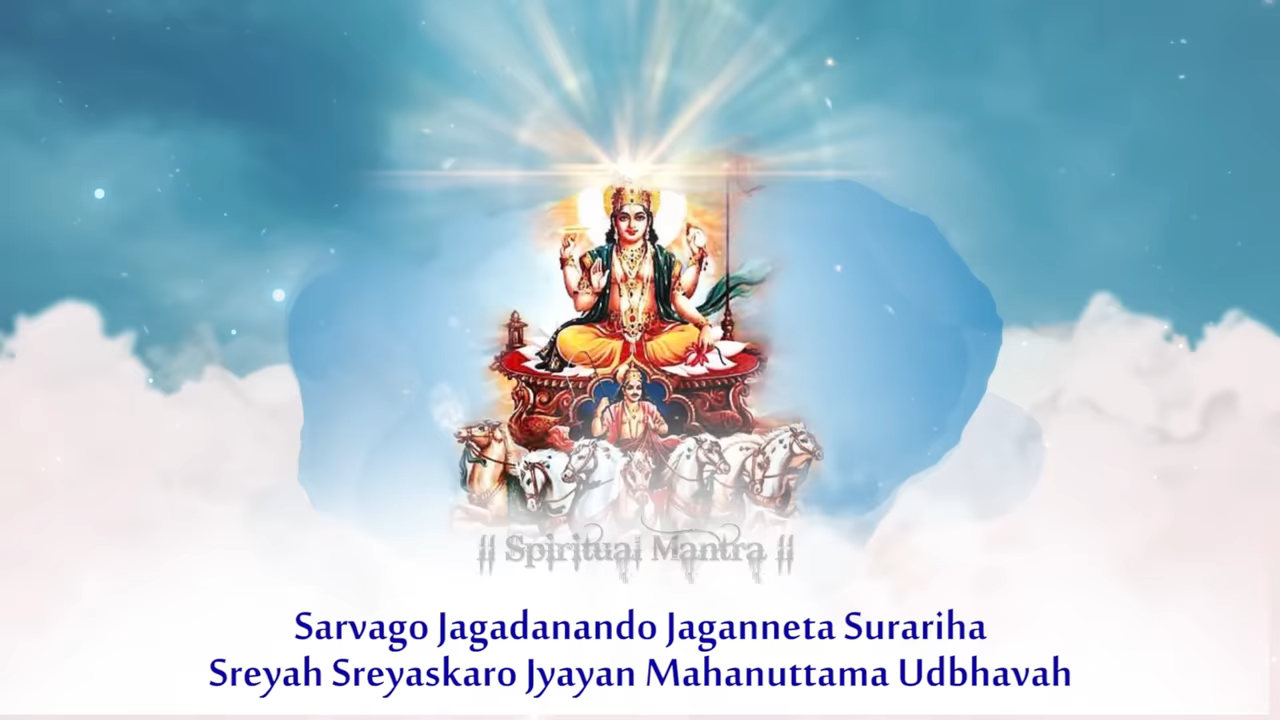 || Spiritual Mantra ||
Sarvago Jagadanando Jaganneta Surariha
Sreyah Sreyaskaro Jyayan Mahanuttama Udbhavah